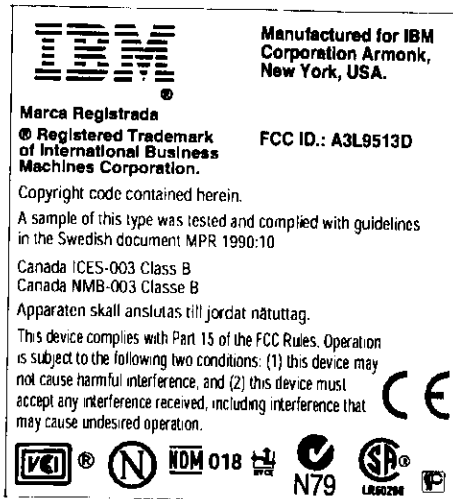 IBM
®
Manufactured for IBM
Corporation Armonk,
New York, USA.
Marca Registrada
® Registered Trademark
of International Business
Machines Corporation.
FCC ID.: A3L9513D
Copyright code contained herein.
A sample of this type was tested and complied with guidelines
in the Swedish document MPR 1990:10
Canada ICES-003 Class B
Canada NMB-003 Classe B
Apparaten skall anslutas till jordat nätuttag.
This device complies with Part 15 of the FCC Rules. Operation
is subject to the following two conditions: (1) this device may
not cause harmful interference, and (2) this device must
accept any interference received, including interference that
may cause undesired operation.
CE
VCI ® N NOM 018 N79 SA ®